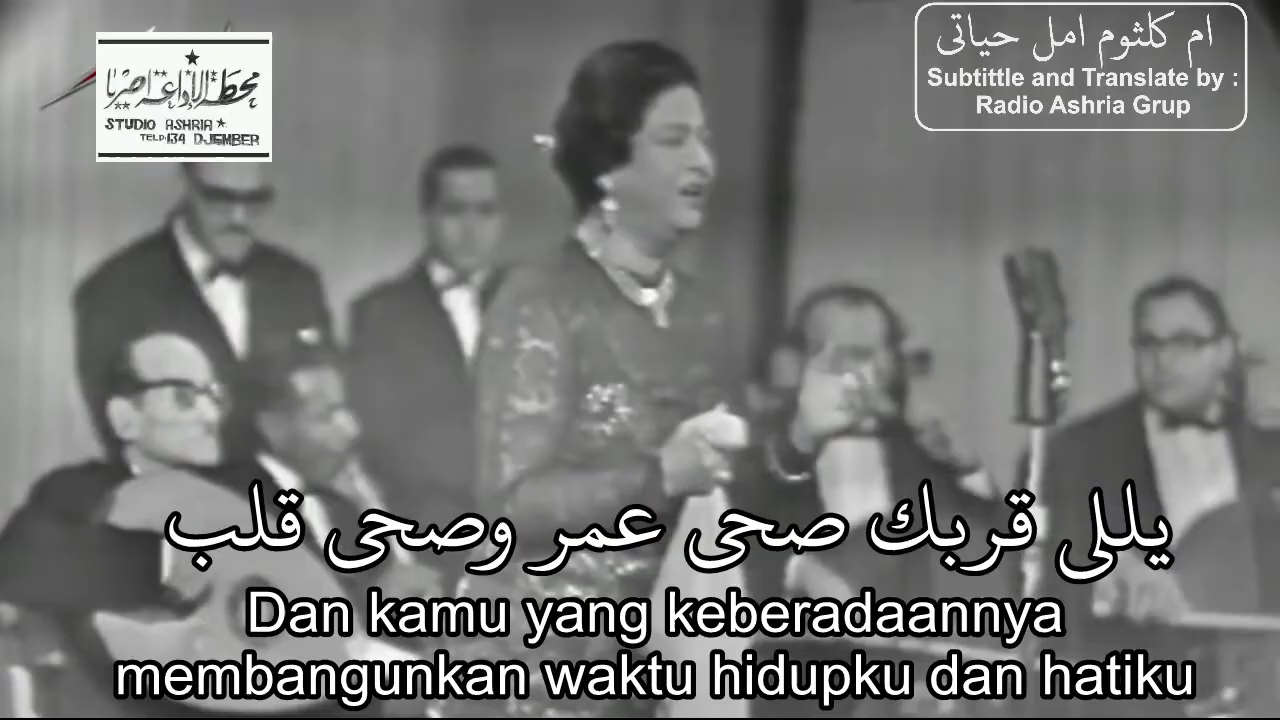 محطة الإذاعة اصريا
STUDIO ASHRIA
TELP: 134 DJEMBER
ام كلثوم امل حياتى
Subtittle and Translate by :
Radio Ashria Grup
يللى قربك صحى عمر وصحى قلب
Dan kamu yang keberadaannya
membangunkan waktu hidupku dan hatiku